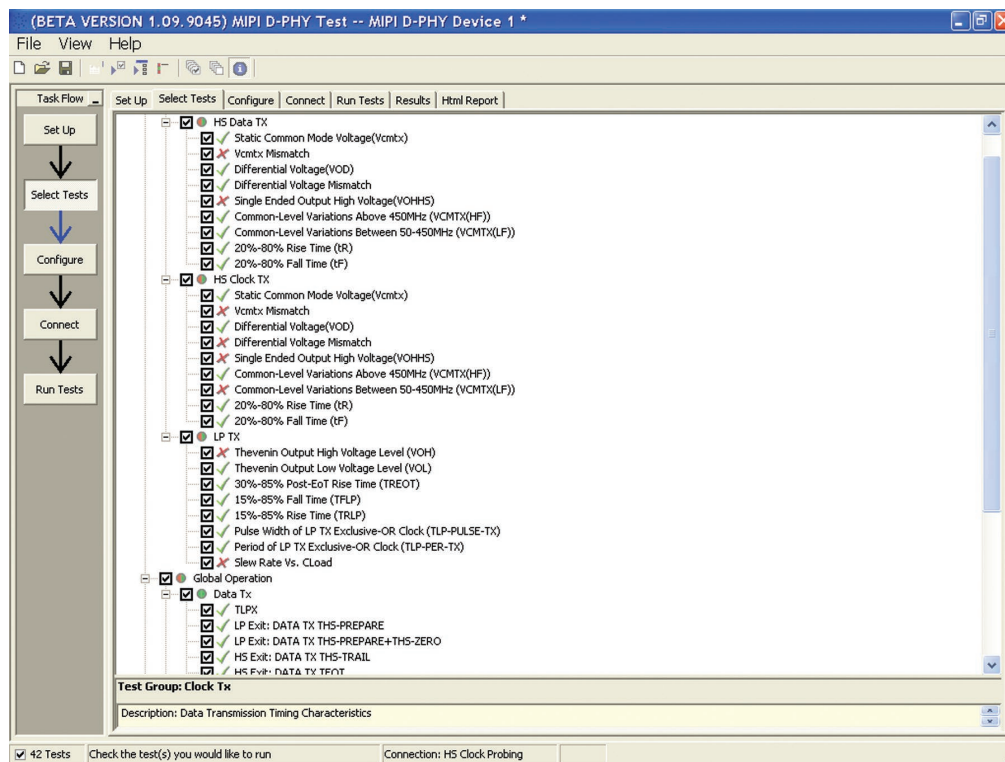 (BETA VERSION 1.09.9045) MIPI D-PHY Test -- MIPI D-PHY Device 1 *
File View Help
Task Flow
Set Up Select Tests Configure Connect Run Tests Results Html Report
Set Up
Select Tests
Configure
Connect
Run Tests
HS Data TX
Static Common Mode Voltage(Vcmtx)
Vcmtx Mismatch
Differential Voltage(VOD)
Differential Voltage Mismatch
Single Ended Output High Voltage(VOHHS)
Common-Level Variations Above 450MHz (VCMTX(HF))
Common-Level Variations Between 50-450MHz (VCMTX(LF))
20%-80% Rise Time (tR)
20%-80% Fall Time (tF)
HS Clock TX
Static Common Mode Voltage(Vcmtx)
Vcmtx Mismatch
Differential Voltage(VOD)
Differential Voltage Mismatch
Single Ended Output High Voltage(VOHHS)
Common-Level Variations Above 450MHz (VCMTX(HF))
Common-Level Variations Between 50-450MHz (VCMTX(LF))
20%-80% Rise Time (tR)
20%-80% Fall Time (tF)
LP TX
Thevenin Output High Voltage Level (VOH)
Thevenin Output Low Voltage Level (VOL)
30%-85% Post-EoT Rise Time (TREOT)
15%-85% Fall Time (TFLP)
15%-85% Rise Time (TRLP)
Pulse Width of LP TX Exclusive-OR Clock (TLP-PULSE-TX)
Period of LP TX Exclusive-OR Clock (TLP-PER-TX)
Slew Rate Vs. CLoad
Global Operation
Data Tx
TLPX
LP Exit: DATA TX THS-PREPARE
LP Exit: DATA TX THS-PREPARE+THS-ZERO
HS Exit: DATA TX THS-TRAIL
HS Exit: DATA TX TEOT
Test Group: Clock Tx
Description: Data Transmission Timing Characteristics
42 Tests Check the test(s) you would like to run Connection: HS Clock Probing